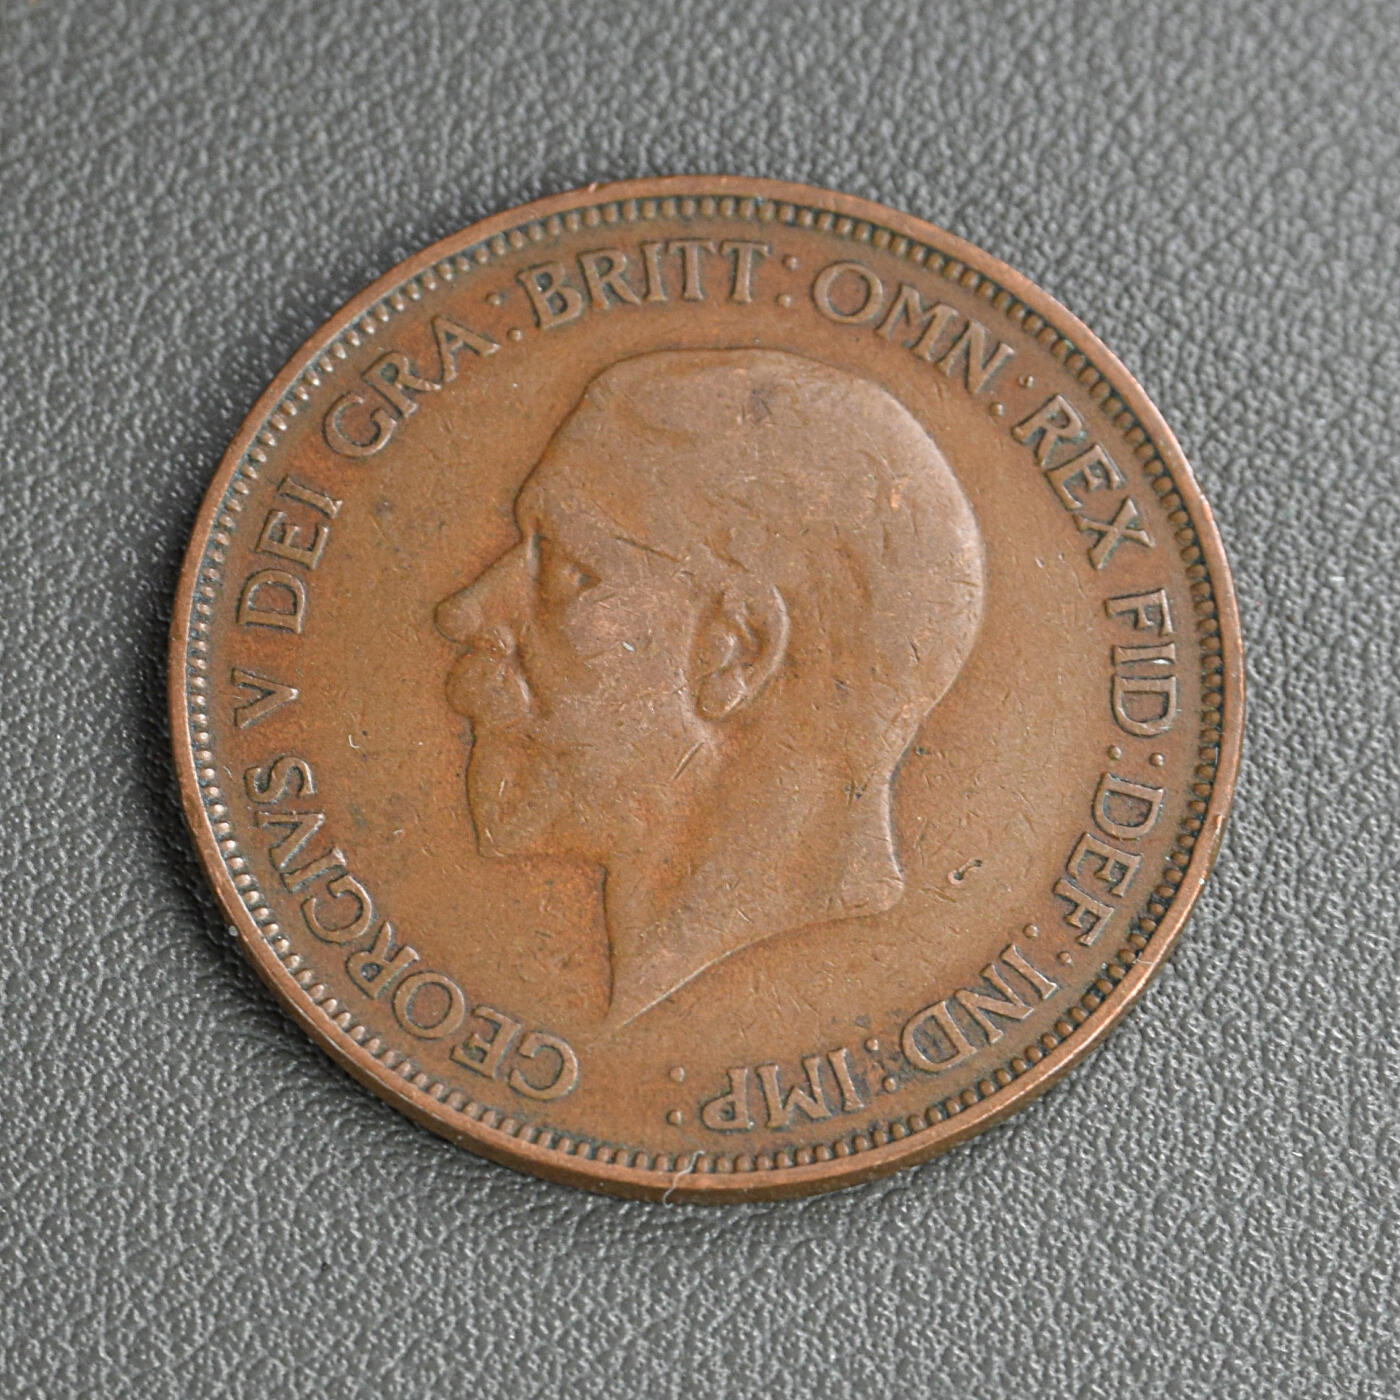 GEORGIVS V DEI GRA: BRITT: OMN: REX FID: DEF: IND: IMP: